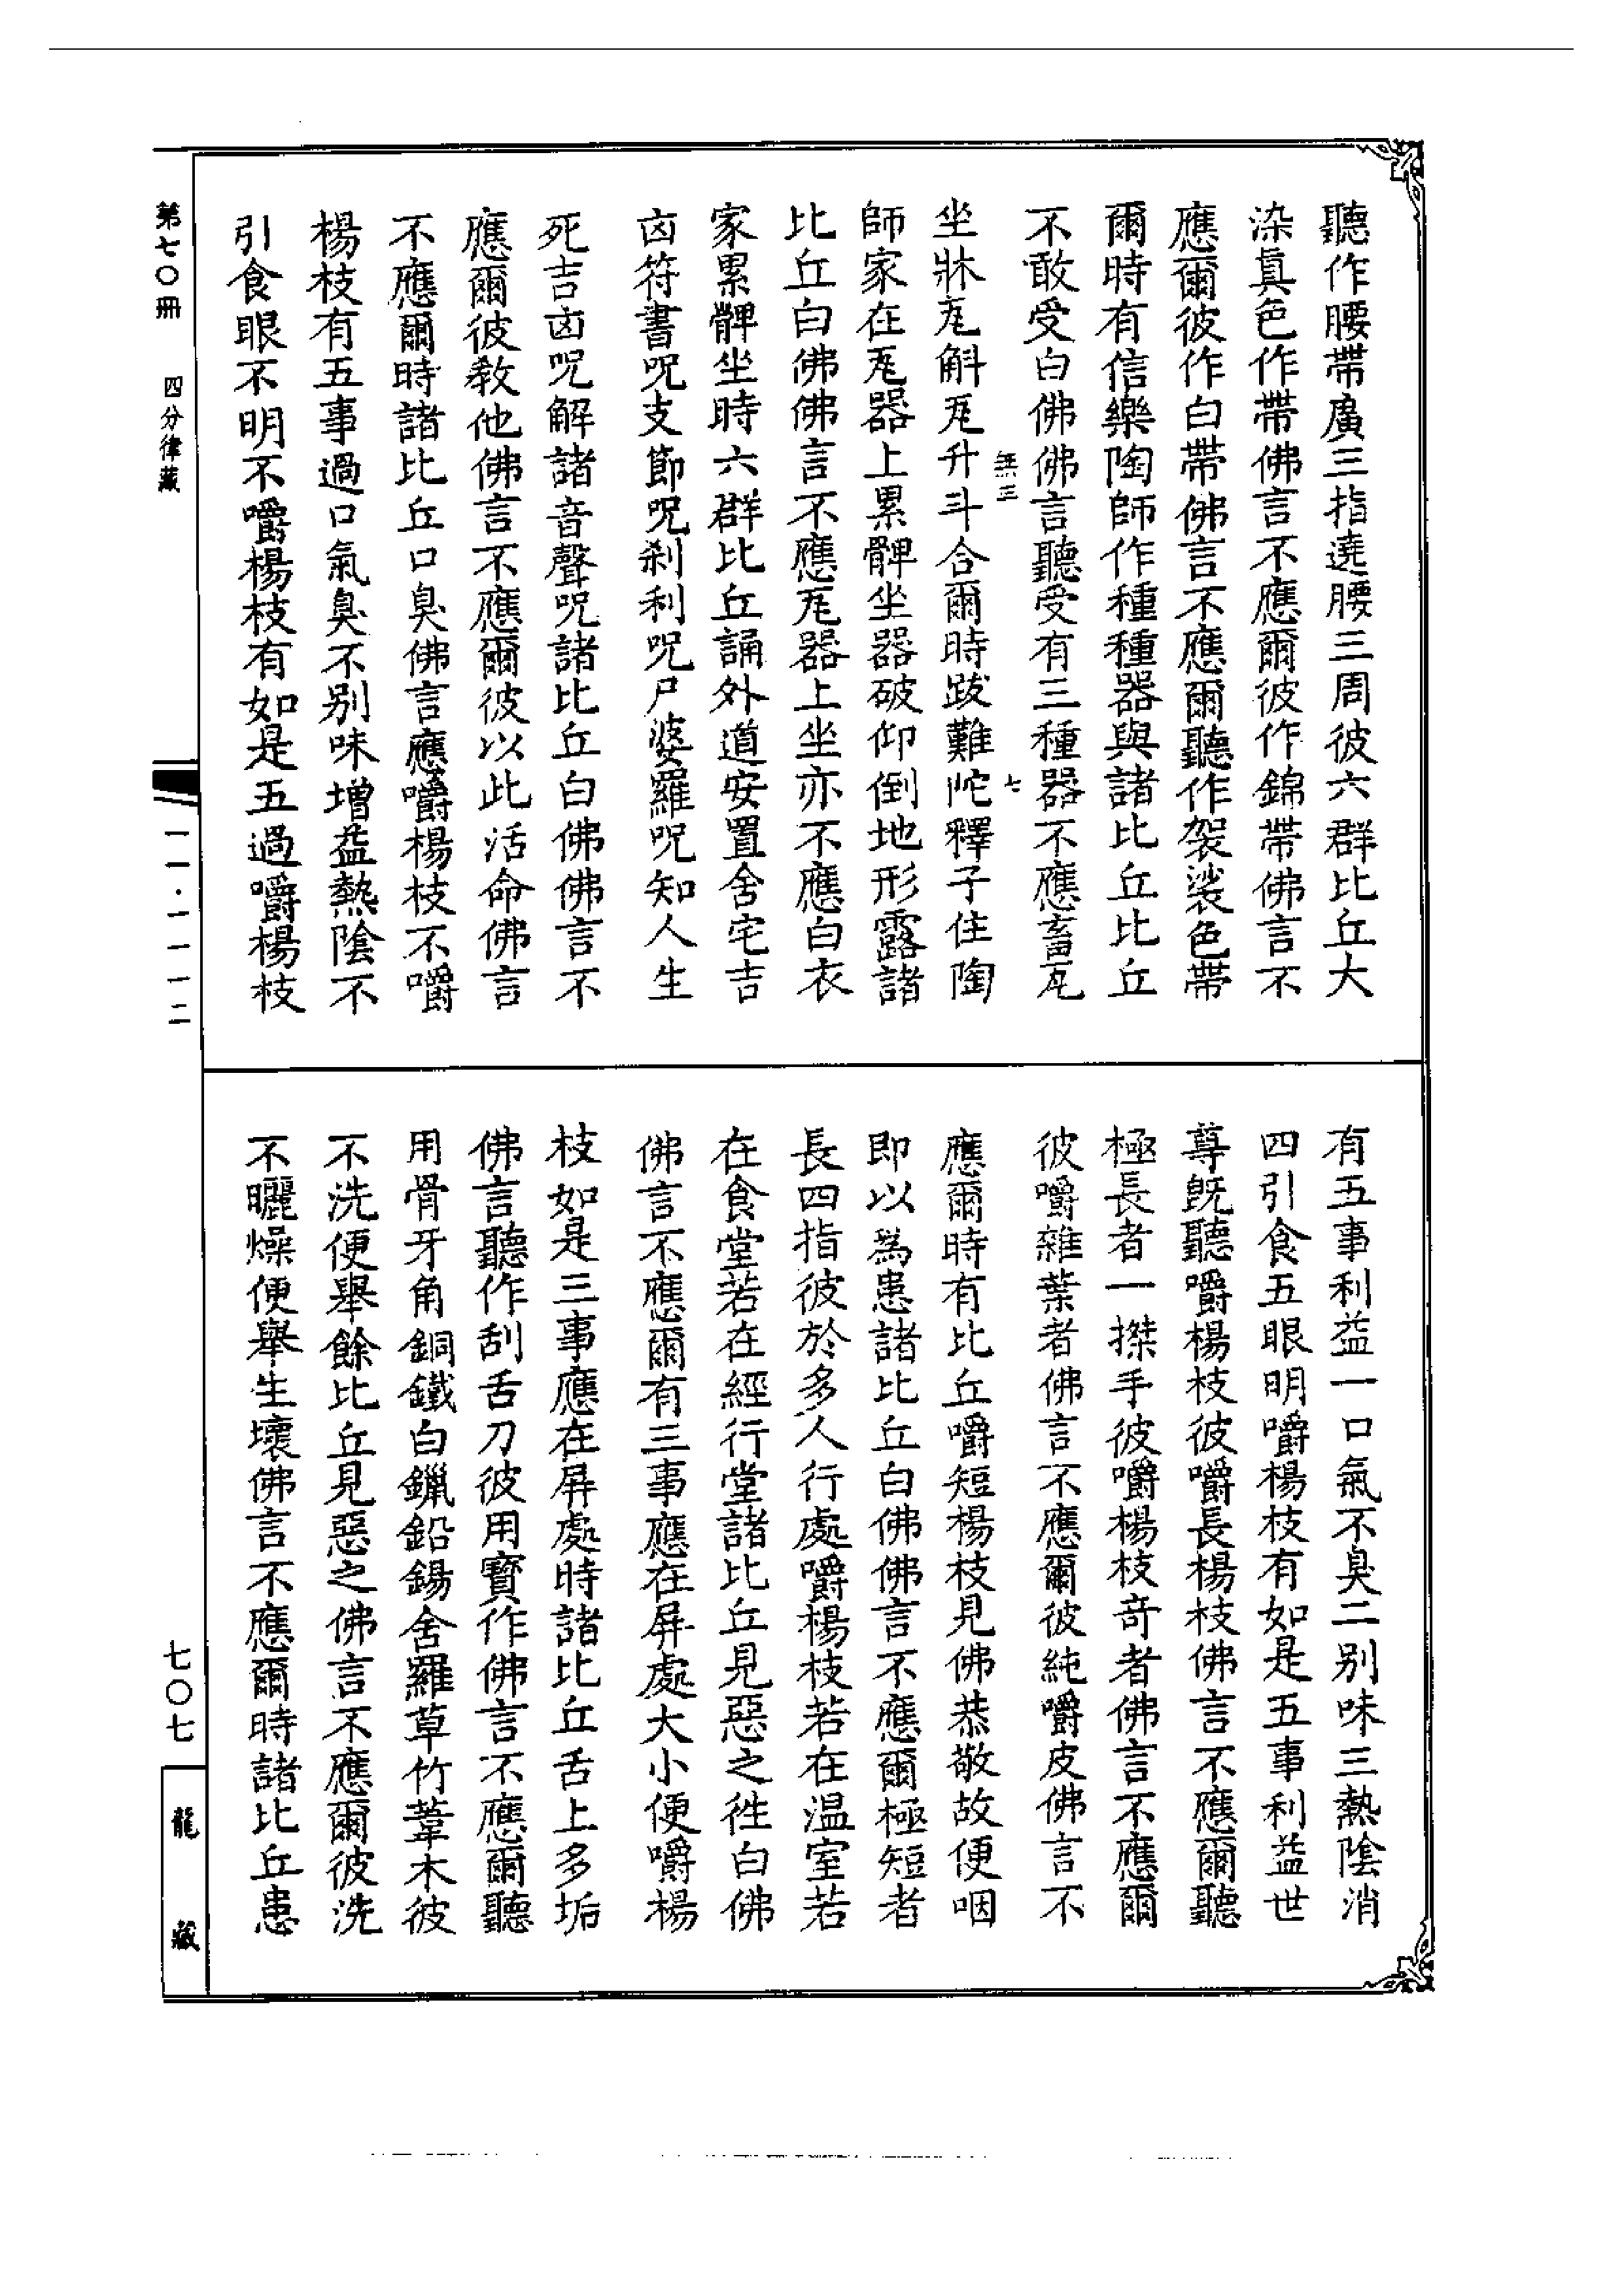 聽作腰帶廣三指遶腰三周彼六群比丘大
染眞色作帶佛言不應爾彼作錦帶佛言不
應爾彼作白帶佛言不應爾聽作袈裟色帶
爾時有信樂陶師作種種器與諸比丘比丘
不敢受白佛佛言聽受有三種器不應畜瓦
無三 七
坐牀瓦斛瓦升斗合爾時跋難陀釋子住陶
師家在瓦器上累髀坐器破仰倒地形露諸
比丘白佛佛言不應瓦器上坐亦不應白衣
家累髀坐時六群比丘誦外道安置舍宅吉
凶符書呪支節呪刹利呪尸婆羅呪知人生
死吉凶呪解諸音聲呪諸比丘白佛佛言不
應爾彼教他佛言不應爾彼以此活命佛言
不應爾時諸比丘口臭佛言應嚼楊枝不嚼
楊枝有五事過口氣臭不别味增益熱陰不
引食眼不明不嚼楊枝有如是五過嚼楊枝
有五事利益一口氣不臭二别味三熱陰消
四引食五眼明嚼楊枝有如是五事利益世
尊旣聽嚼楊枝彼嚼長楊枝佛言不應爾聽
極長者一搩手彼嚼楊枝奇者佛言不應爾
彼嚼雜葉者佛言不應爾彼純嚼皮佛言不
應爾時有比丘嚼短楊枝見佛恭敬故便咽
即以為患諸比丘白佛佛言不應爾極短者
長四指彼於多人行處嚼楊枝若在温室若
在食堂若在經行堂諸比丘見惡之徃白佛
佛言不應爾有三事應在屏處大小便嚼楊
枝如是三事應在屏處時諸比丘舌上多垢
佛言聽作刮舌刀彼用寶作佛言不應爾聽
用骨牙角銅鐵白鑞鉛錫舍羅草竹葦木彼
不洗便舉餘比丘見惡之佛言不應爾彼洗
不曬燥便舉生壞佛言不應爾時諸比丘患
第七〇册 四分律藏
一一·一一一二
七〇七
龍藏